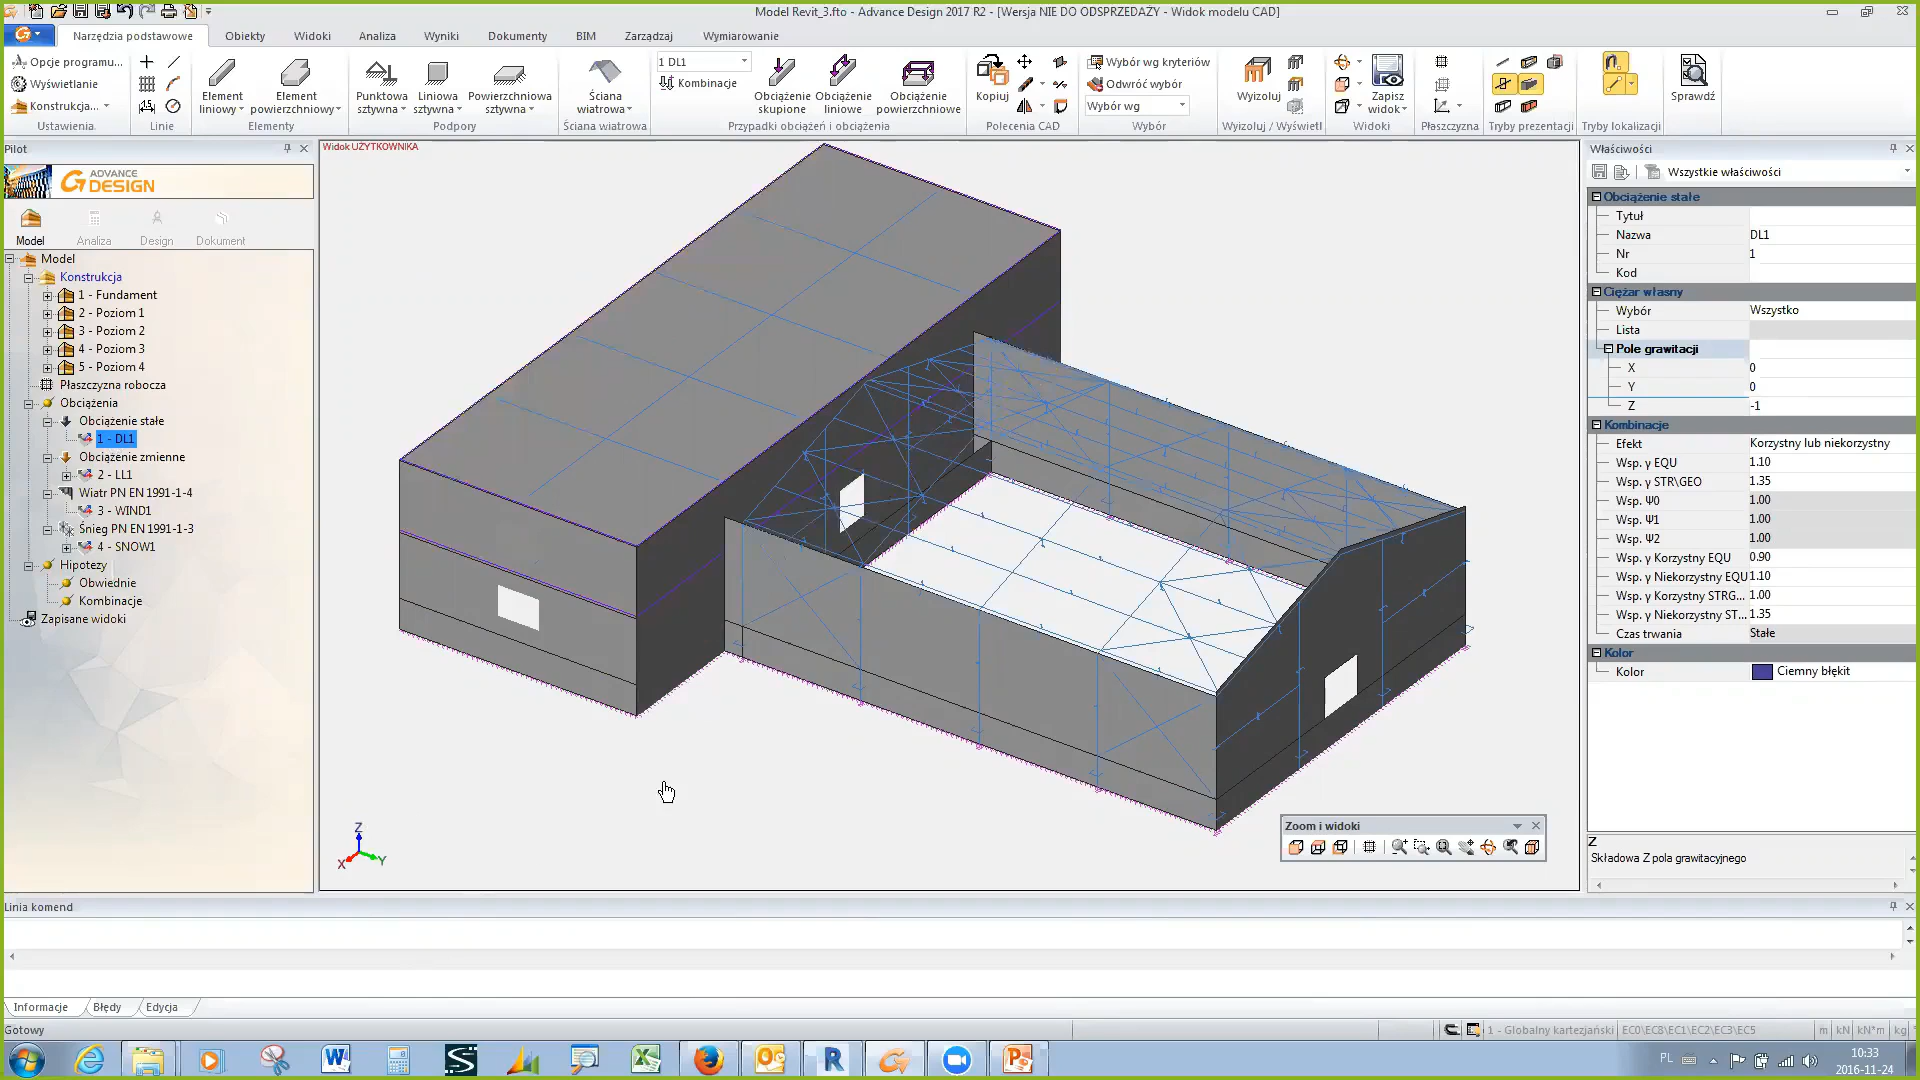 Model Revit_3.fto - Advance Design 2017 R2 - [Wersja NIE DO ODSPRZEDAŻY - Widok modelu CAD]
Narzędzia podstawowe
Obiekty
Widoki
Analiza
Wyniki
Dokumenty
BIM
Zarządzaj
Wymiarowanie
Opcje programu...
Wyświetlanie
Konstrukcja...
Ustawienia
Linie
Element liniowy
Element powierzchniowy
Elementy
Punktowa sztywna
Liniowa sztywna
Powierzchniowa sztywna
Podpory
Ściana wiatrowa
Ściana wiatrowa
1 DL1
Kombinacje
Obciążenie skupione
Obciążenie liniowe
Obciążenie powierzchniowe
Przypadki obciążeń i obciążenia
Kopiuj
Polecenia CAD
Wybór wg kryteriów
Odwróć wybór
Wybór wg
Wybór
Wyizoluj
Wyizoluj / Wyświetl
Zapisz widok
Widoki
Płaszczyzna
Tryby prezentacji
Tryby lokalizacji
Sprawdź
Pilot
ADVANCE
DESIGN
Model
Analiza
Design
Dokument
Model
Konstrukcja
1 - Fundament
2 - Poziom 1
3 - Poziom 2
4 - Poziom 3
5 - Poziom 4
Płaszczyzna robocza
Obciążenia
Obciążenie stałe
1 - DL1
Obciążenie zmienne
2 - LL1
Wiatr PN EN 1991-1-4
3 - WIND1
Śnieg PN EN 1991-1-3
4 - SNOW1
Hipotezy
Obwiednie
Kombinacje
Zapisane widoki
Widok UŻYTKOWNIKA
Z
X
Y
Zoom i widoki
Właściwości
Wszystkie właściwości
Obciążenie stałe
Tytuł
Nazwa DL1
Nr 1
Kod
Ciężar własny
Wybór Wszystko
Lista
Pole grawitacji
X 0
Y 0
Z -1
Kombinacje
Efekt Korzystny lub niekorzystny
Wsp. γ EQU 1.10
Wsp. γ STR\GEO 1.35
Wsp. Ψ0 1.00
Wsp. Ψ1 1.00
Wsp. Ψ2 1.00
Wsp. γ Korzystny EQU 0.90
Wsp. γ Niekorzystny EQU 1.10
Wsp. γ Korzystny STRG... 1.00
Wsp. γ Niekorzystny ST... 1.35
Czas trwania Stałe
Kolor
Kolor Ciemny błękit
Z
Składowa Z pola grawitacyjnego
Linia komend
Informacje
Błędy
Edycja
Gotowy
1 - Globalny kartezjański
EC0\EC8\EC1\EC2\EC3\EC5
m
kN
kN*m
kg
PL
10:33
2016-11-24